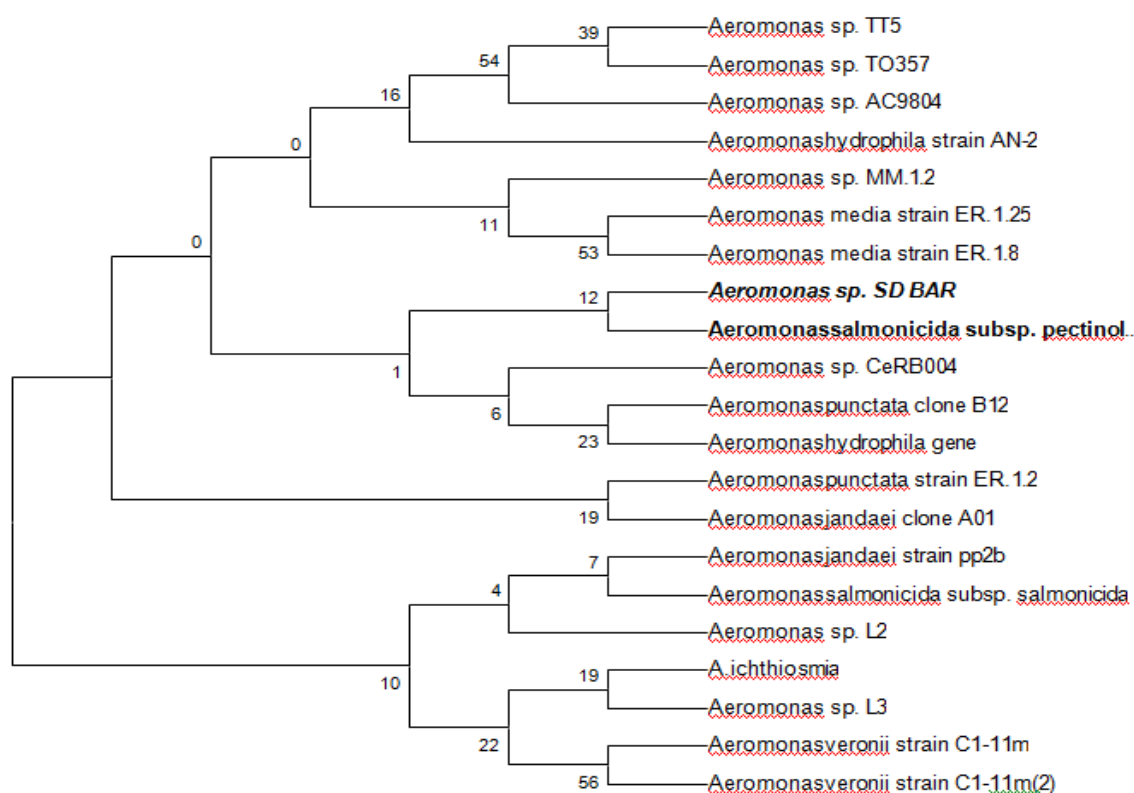 39
Aeromonas sp. TT5
54
Aeromonas sp. TO357
16
Aeromonas sp. AC9804
0
Aeromonashydrophila strain AN-2
Aeromonas sp. MM.1.2
11
Aeromonas media strain ER.1.25
0
53
Aeromonas media strain ER.1.8
12
Aeromonas sp. SD BAR
Aeromonassalmonicida subsp. pectinol..
1
Aeromonas sp. CeRB004
6
Aeromonaspunctata clone B12
23
Aeromonashydrophila gene
Aeromonaspunctata strain ER.1.2
19
Aeromonasjandaei clone A01
7
Aeromonasjandaei strain pp2b
4
Aeromonassalmonicida subsp. salmonicida
Aeromonas sp. L2
10
19
A.ichthiosmia
Aeromonas sp. L3
22
Aeromonasveronii strain C1-11m
56
Aeromonasveronii strain C1-11m(2)